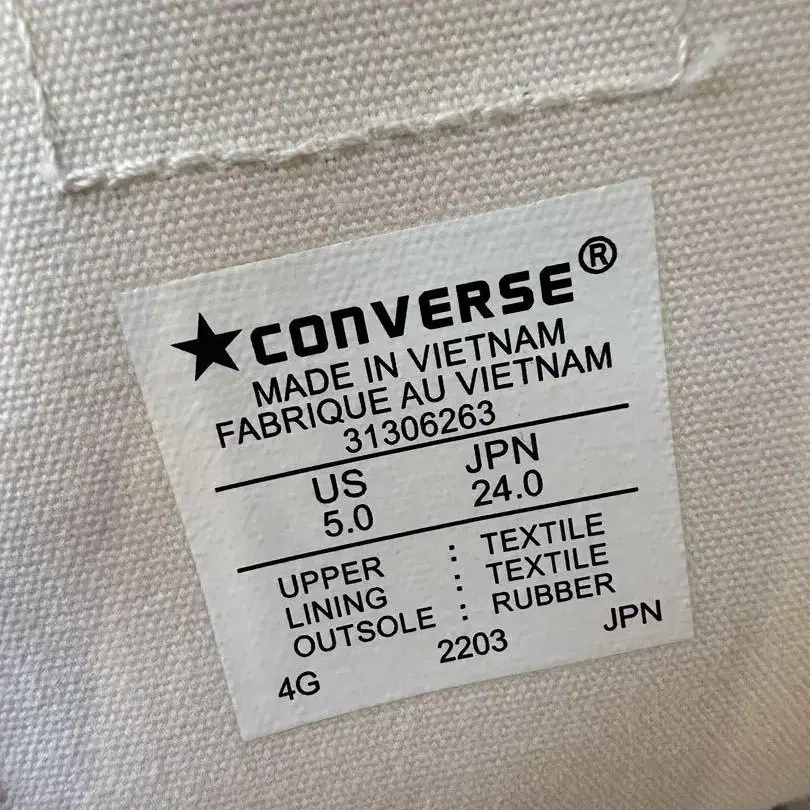 ★CONVERSE®
MADE IN VIETNAM
FABRIQUE AU VIETNAM
31306263
US JPN
5.0 24.0
UPPER : TEXTILE
LINING : TEXTILE
OUTSOLE : RUBBER
4G 2203 JPN